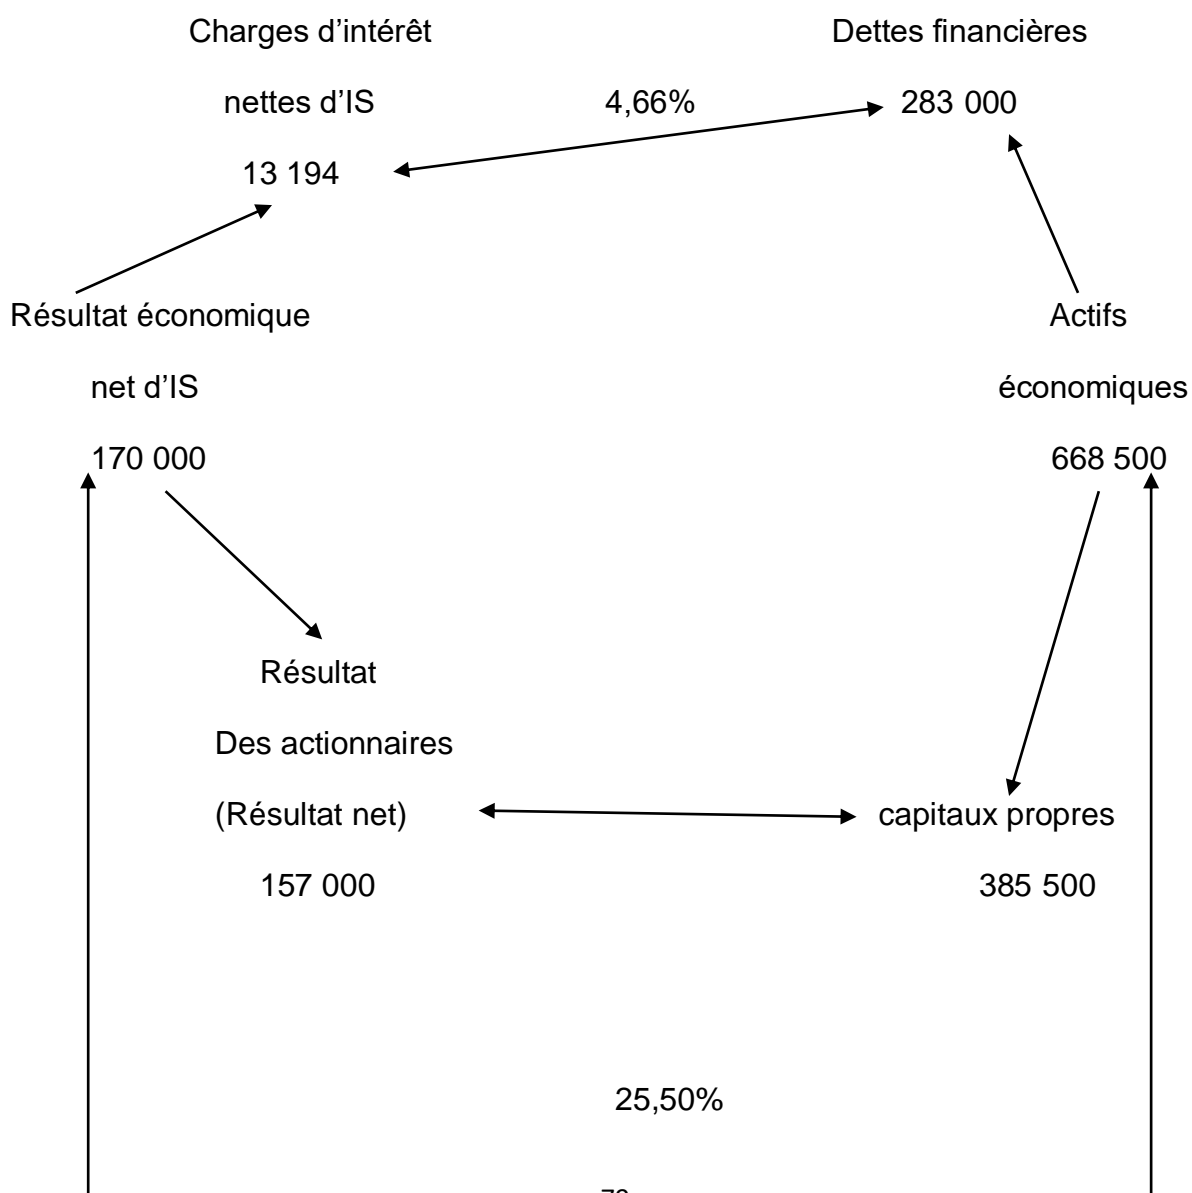 Charges d’intérêt
Dettes financières
nettes d’IS
4,66%
283 000
13 194
Résultat économique
Actifs
net d’IS
économiques
170 000
668 500
Résultat
Des actionnaires
(Résultat net)
capitaux propres
157 000
385 500
25,50%